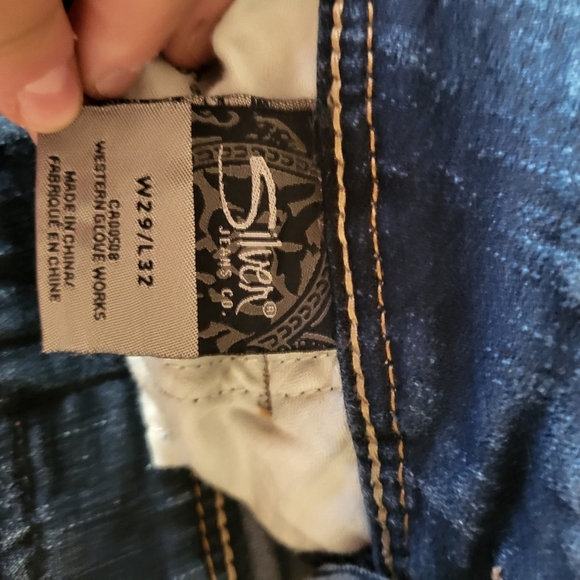 Silver®
JEANS CO.
W29/L32
CA00508
WESTERN GLOVE WORKS
MADE IN CHINA/
FABRIQUE EN CHINE